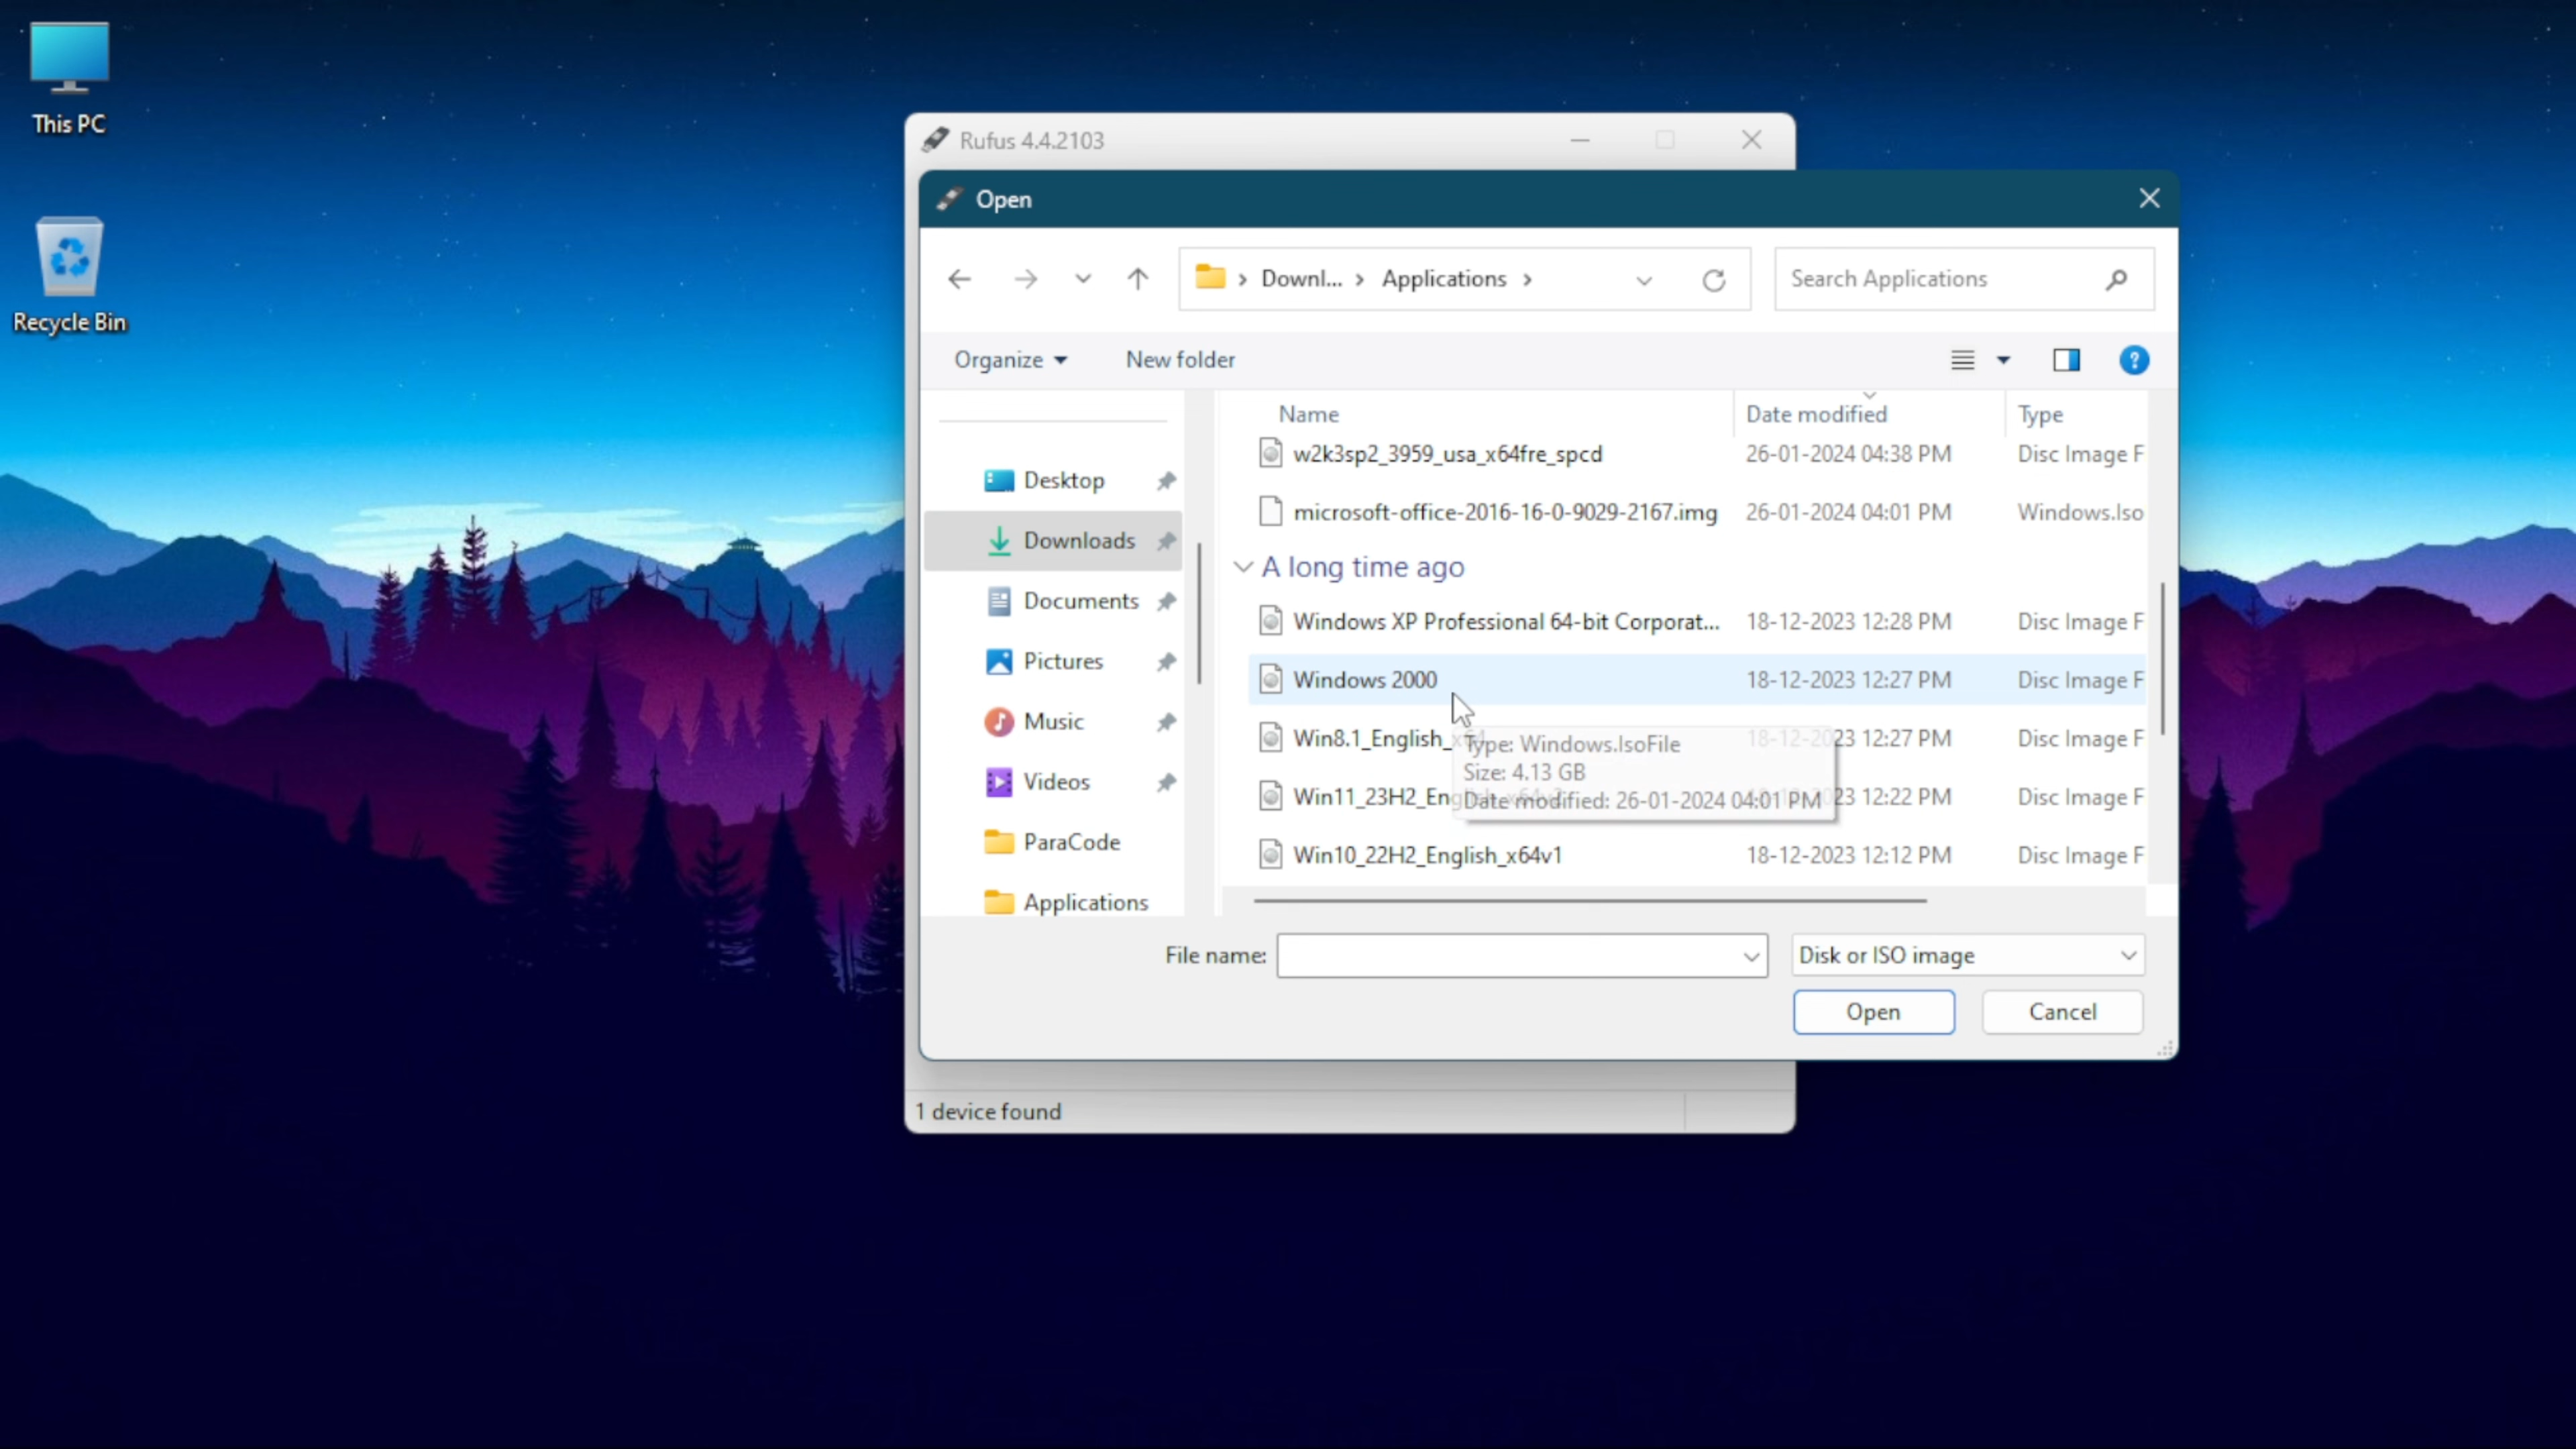 This PC
Recycle Bin
Rufus 4.4.2103
Open
Downl... Applications
Search Applications
Organize
New folder
Name Date modified Type
w2k3sp2_3959_usa_x64fre_spcd 26-01-2024 04:38 PM Disc Image F
microsoft-office-2016-16-0-9029-2167.img 26-01-2024 04:01 PM Windows.Iso
A long time ago
Windows XP Professional 64-bit Corporat... 18-12-2023 12:28 PM Disc Image F
Windows 2000 18-12-2023 12:27 PM Disc Image F
Win8.1_English_x64 18-12-2023 12:27 PM Disc Image F
Win11_23H2_English_x64v2 23 12:22 PM Disc Image F
Win10_22H2_English_x64v1 18-12-2023 12:12 PM Disc Image F
Type: Windows.IsoFile
Size: 4.13 GB
Date modified: 26-01-2024 04:01 PM
Desktop
Downloads
Documents
Pictures
Music
Videos
ParaCode
Applications
File name:
Disk or ISO image
Open
Cancel
1 device found